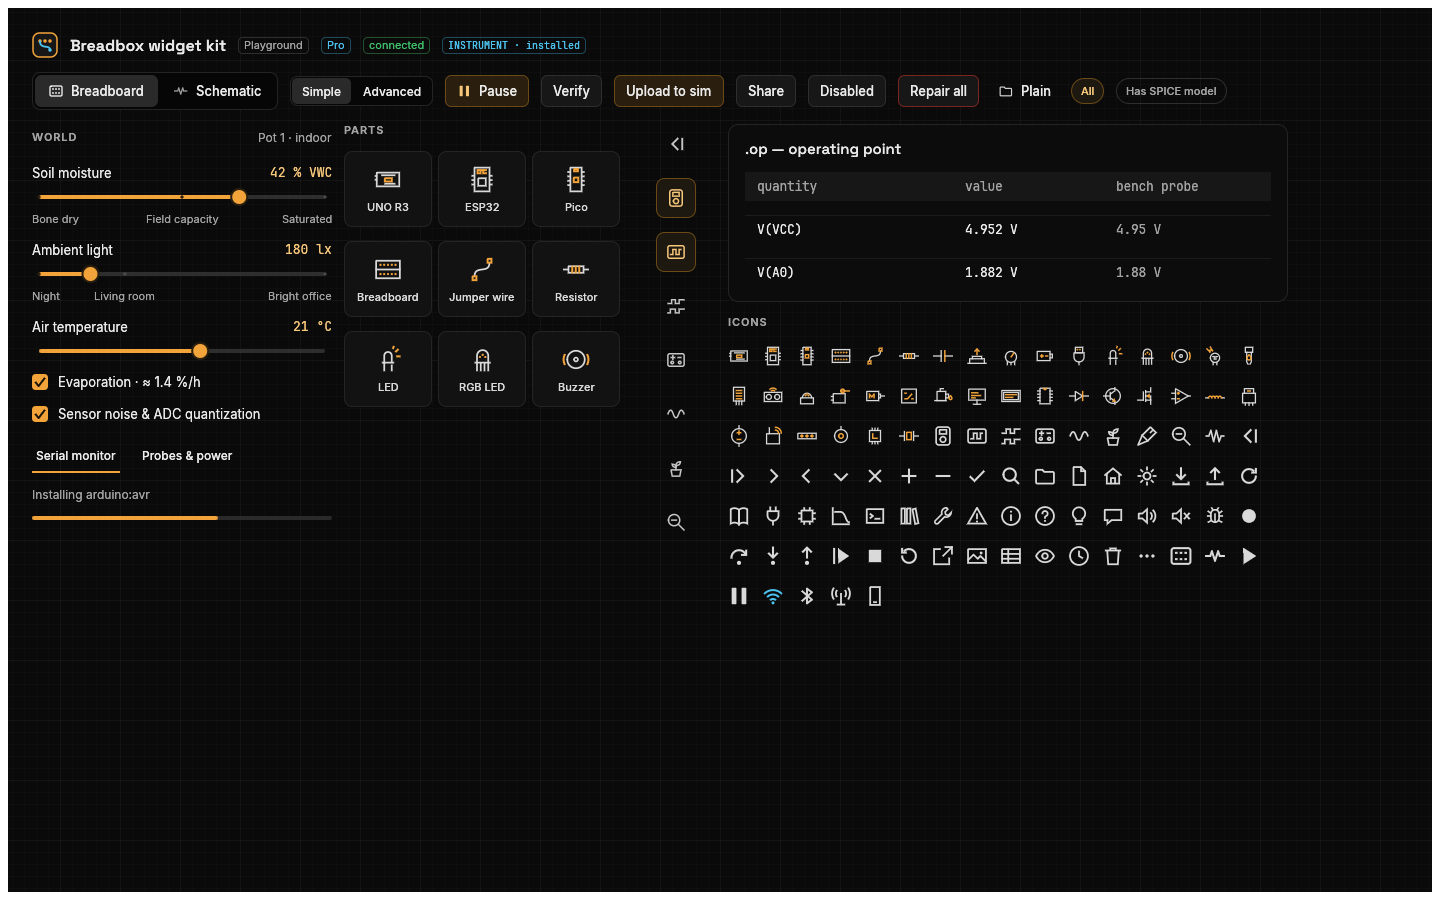 Breadbox widget kit Playground Pro connected INSTRUMENT · installed
Breadboard Schematic Simple Advanced Pause Verify Upload to sim Share Disabled Repair all Plain All Has SPICE model
WORLD Pot 1 · indoor
Soil moisture 42 % VWC
Bone dry Field capacity Saturated
Ambient light 180 lx
Night Living room Bright office
Air temperature 21 °C
Evaporation · ≈ 1.4 %/h
Sensor noise & ADC quantization
Serial monitor Probes & power
Installing arduino:avr
PARTS
UNO R3 ESP32 Pico
Breadboard Jumper wire Resistor
LED RGB LED Buzzer
.op — operating point
quantity value bench probe
V(VCC) 4.952 V 4.95 V
V(A0) 1.882 V 1.88 V
ICONS